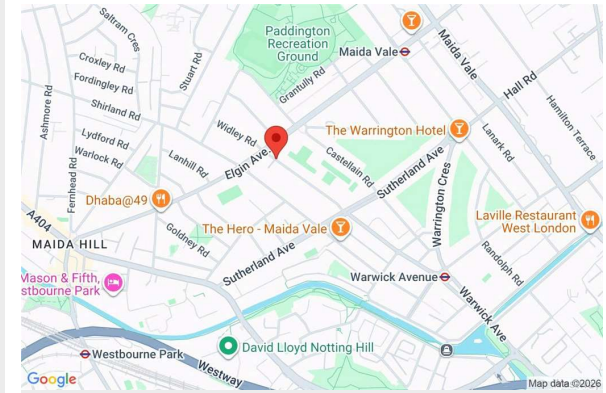 Saltram Cres
Paddington
Recreation
Ground
Maida Vale
Maida Vale
Croxley Rd
Stuart Rd
Fordingley Rd
Grantully Rd
Hall Rd
Ashmore Rd
Shirland Rd
Hamilton Terrace
Widley Rd
The Warrington Hotel
Lanark Rd
Lydford Rd
Elgin Ave.
Castellain Rd
Warlock Rd
Lanhill Rd
Sutherland Ave
Fernhead Rd
Warrington Cres
Dhaba@49
A404
Goldney Rd
The Hero - Maida Vale
Laville Restaurant
West London
MAIDA HILL
Sutherland Ave
Randolph Rd
Mason & Fifth,
stbourne Park
Warwick Avenue
Warwick Ave
David Lloyd Notting Hill
Westbourne Park
Westway
Google
Map data ©2026